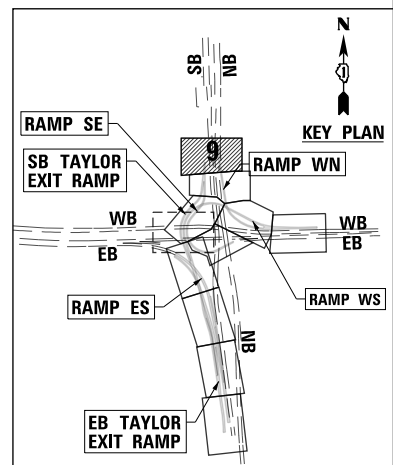 SB
NB
N
1
KEY PLAN
RAMP SE
9
SB TAYLOR
EXIT RAMP
RAMP WN
WB
EB
WB
EB
RAMP ES
RAMP WS
NB
EB TAYLOR
EXIT RAMP